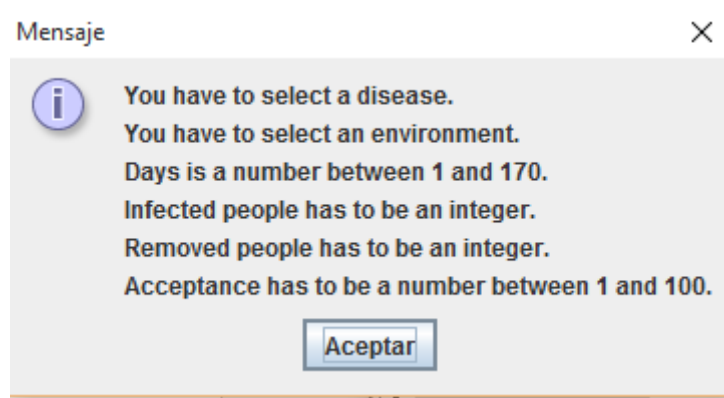 Mensaje
You have to select a disease.
You have to select an environment.
Days is a number between 1 and 170.
Infected people has to be an integer.
Removed people has to be an integer.
Acceptance has to be a number between 1 and 100.
Aceptar